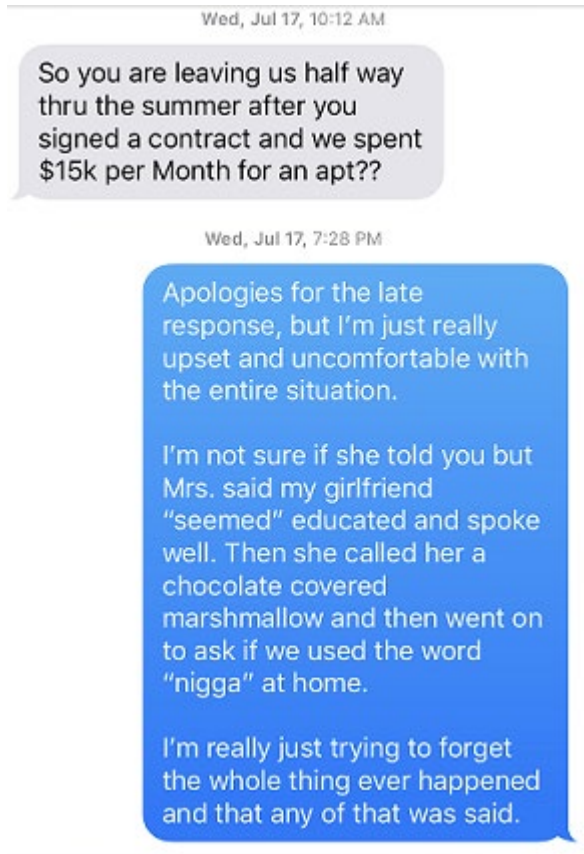 Wed, Jul 17, 10:12 AM
So you are leaving us half way
thru the summer after you
signed a contract and we spent
$15k per Month for an apt??
Wed, Jul 17, 7:28 PM
Apologies for the late
response, but I’m just really
upset and uncomfortable with
the entire situation.
I’m not sure if she told you but
Mrs. said my girlfriend
“seemed” educated and spoke
well. Then she called her a
chocolate covered
marshmallow and then went on
to ask if we used the word
“nigga” at home.
I’m really just trying to forget
the whole thing ever happened
and that any of that was said.